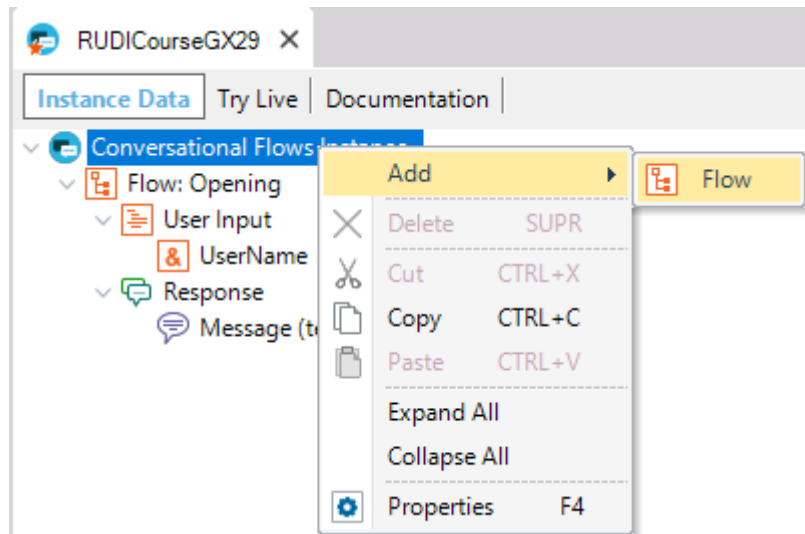 RUDICourseGX29
Instance Data Try Live Documentation
Conversational Flows
Flow: Opening
User Input
UserName
Response
Message
Add
Flow
Delete SUPR
Cut CTRL+X
Copy CTRL+C
Paste CTRL+V
Expand All
Collapse All
Properties F4